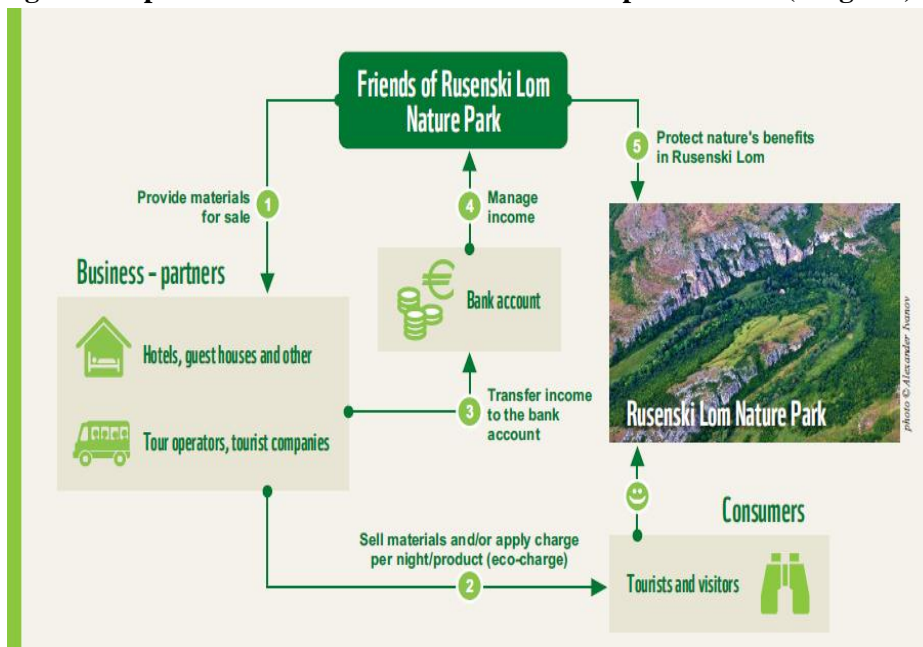 Friends of Rusenski Lom
Nature Park
Provide materials
for sale
1
4
Manage
income
5
Protect nature's benefits
in Rusenski Lom
Business – partners
Hotels, guest houses and other
Tour operators, tourist companies
€
Bank account
3
Transfer income
to the bank
account
Rusenski Lom Nature Park
photo © Alexander Ivanov
Sell materials and/or apply charge
per night/product (eco-charge)
2
Consumers
Tourists and visitors